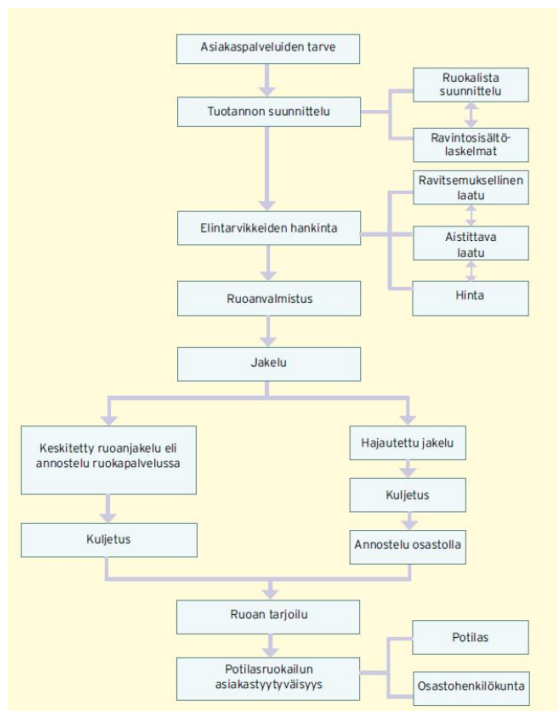 Asiakaspalveluiden tarve
Tuotannon suunnittelu
Ruokalista
suunnittelu
Ravintosisältö-
laskelmat
Elintarvikkeiden hankinta
Ravitsemuksellinen
laatu
Aistittava
laatu
Hinta
Ruoanvalmistus
Jakelu
Keskitetty ruoanjakelu eli
annostelu ruokapalvelussa
Kuljetus
Hajautettu jakelu
Kuljetus
Annostelu osastolla
Ruoan tarjoilu
Potilasruokailun
asiakastyytyväisyys
Potilas
Osastohenkilökunta